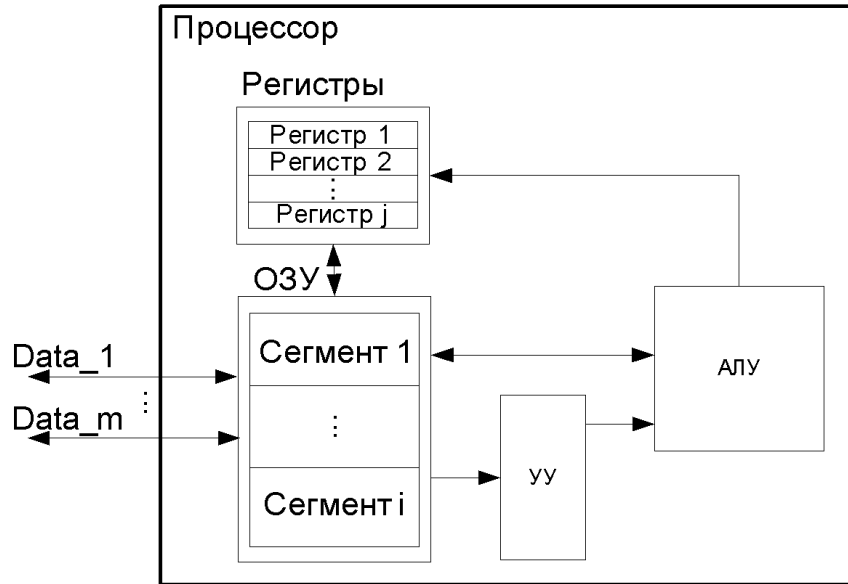 Процессор
Регистры
Регистр 1
Регистр 2
⋮
Регистр j
ОЗУ
Сегмент 1
⋮
Сегмент i
Data_1
⋮
Data_m
УУ
АЛУ